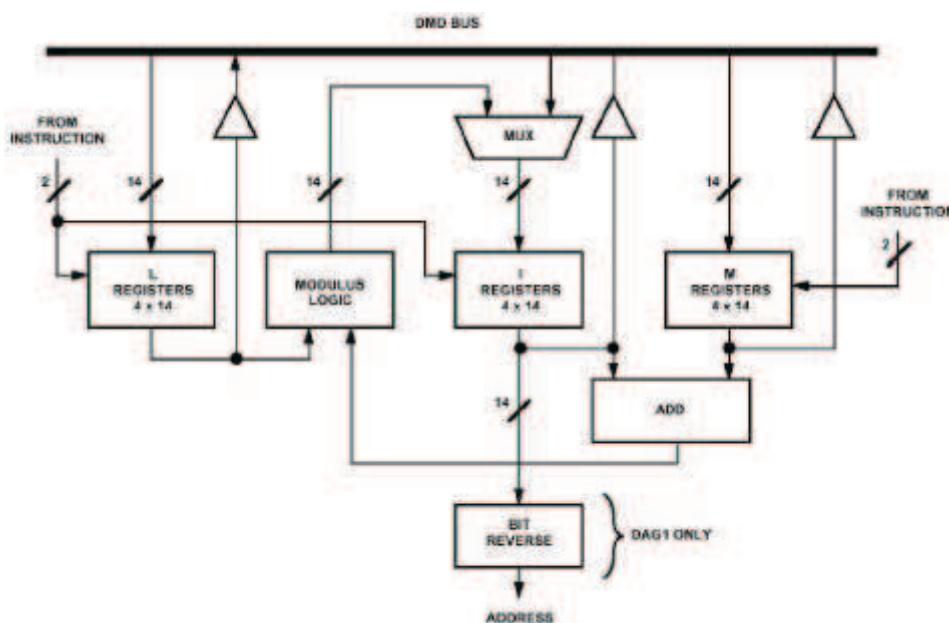 DMD BUS
FROM
INSTRUCTION
2
14
14
MUX
14
14
FROM
INSTRUCTION
2
L
REGISTERS
4 x 14
MODULUS
LOGIC
I
REGISTERS
4 x 14
M
REGISTERS
4 x 14
14
ADD
BIT
REVERSE
DAG1 ONLY
ADDRESS